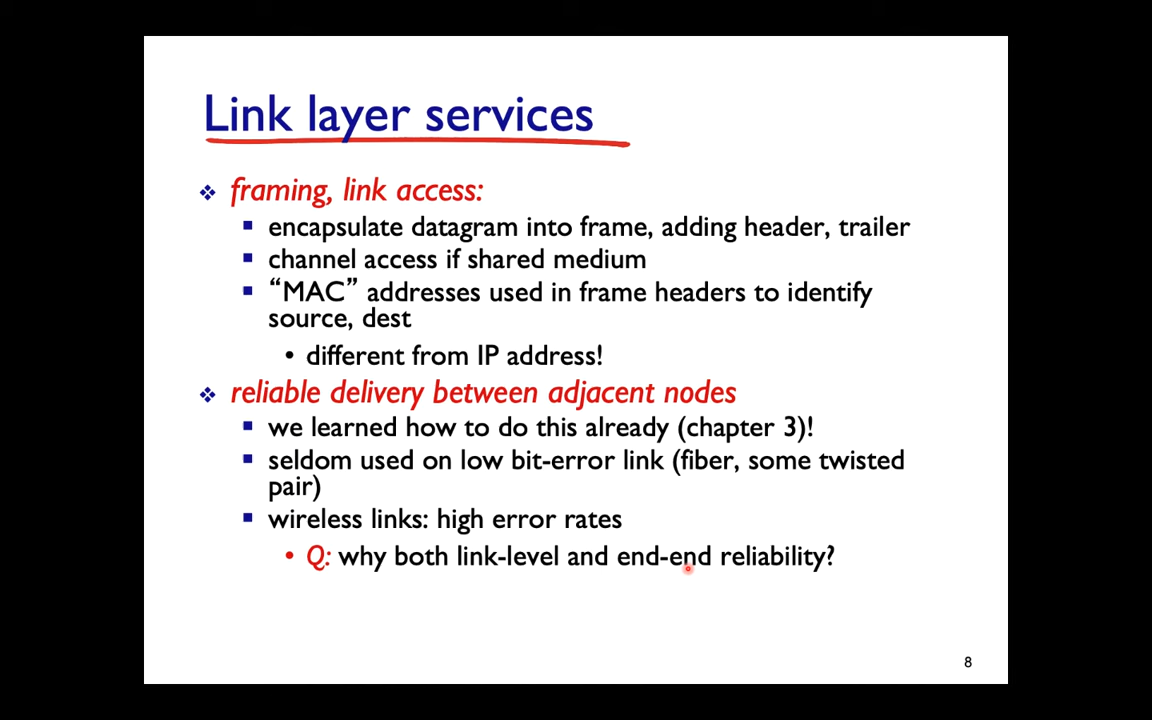 Link layer services
framing, link access:
encapsulate datagram into frame, adding header, trailer
channel access if shared medium
“MAC” addresses used in frame headers to identify
source, dest
• different from IP address!
reliable delivery between adjacent nodes
we learned how to do this already (chapter 3)!
seldom used on low bit-error link (fiber, some twisted
pair)
wireless links: high error rates
• Q: why both link-level and end-end reliability?
8